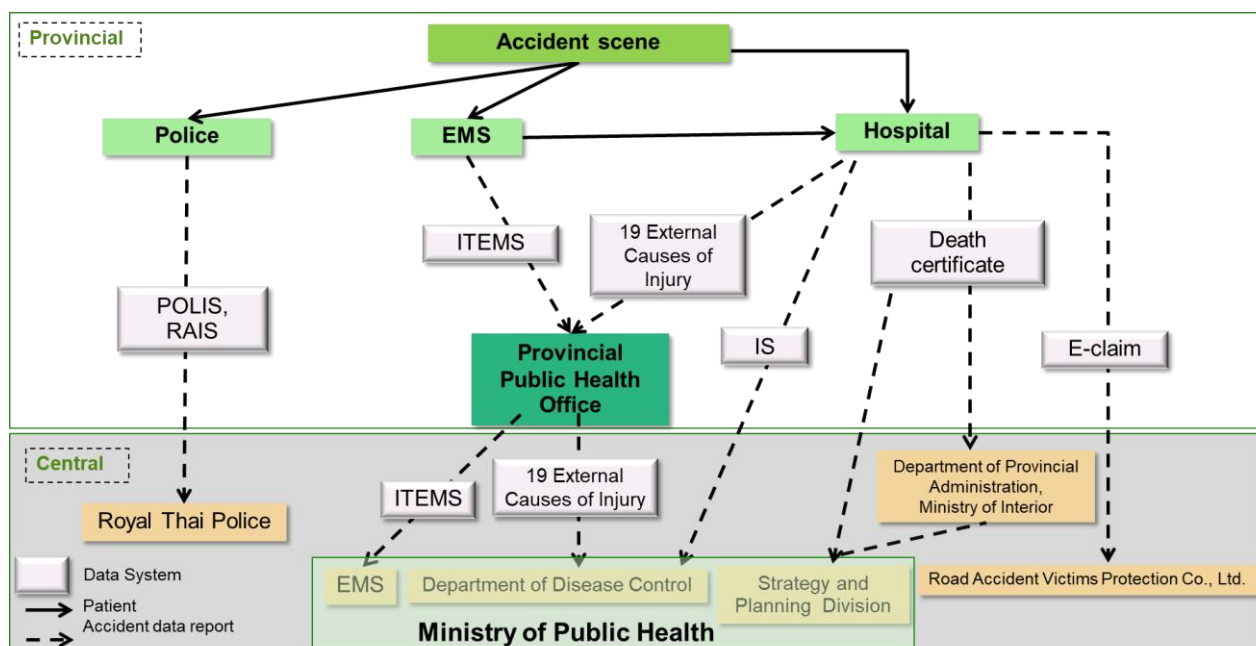 Provincial
Accident scene
Police
EMS
Hospital
ITEMS
19 External
Causes of
Injury
Death
certificate
POLIS,
RAIS
IS
E-claim
Provincial
Public Health
Office
Central
ITEMS
19 External
Causes of Injury
Department of Provincial
Administration,
Ministry of Interior
Royal Thai Police
Data System
Patient
Accident data report
EMS
Department of Disease Control
Strategy and
Planning Division
Road Accident Victims Protection Co., Ltd.
Ministry of Public Health